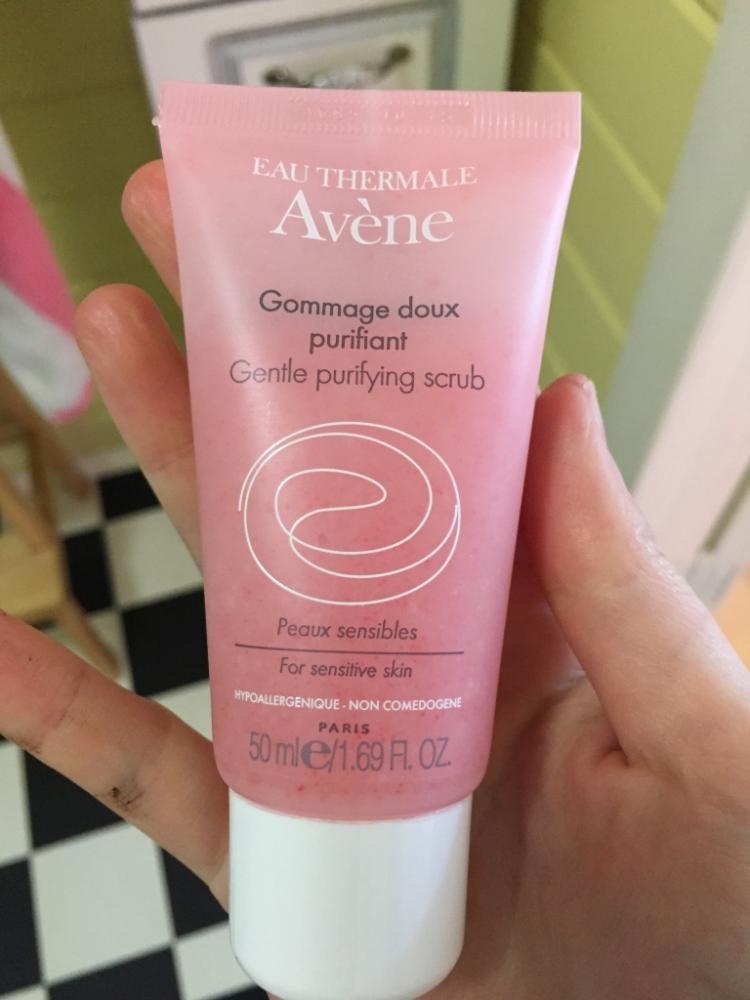 EAU THERMALE
Avène
Gommage doux
purifiant
Gentle purifying scrub
Peaux sensibles
For sensitive skin
HYPOALLERGENIQUE - NON COMEDOGENE
PARIS
50 ml e/1.69 Fl. OZ.